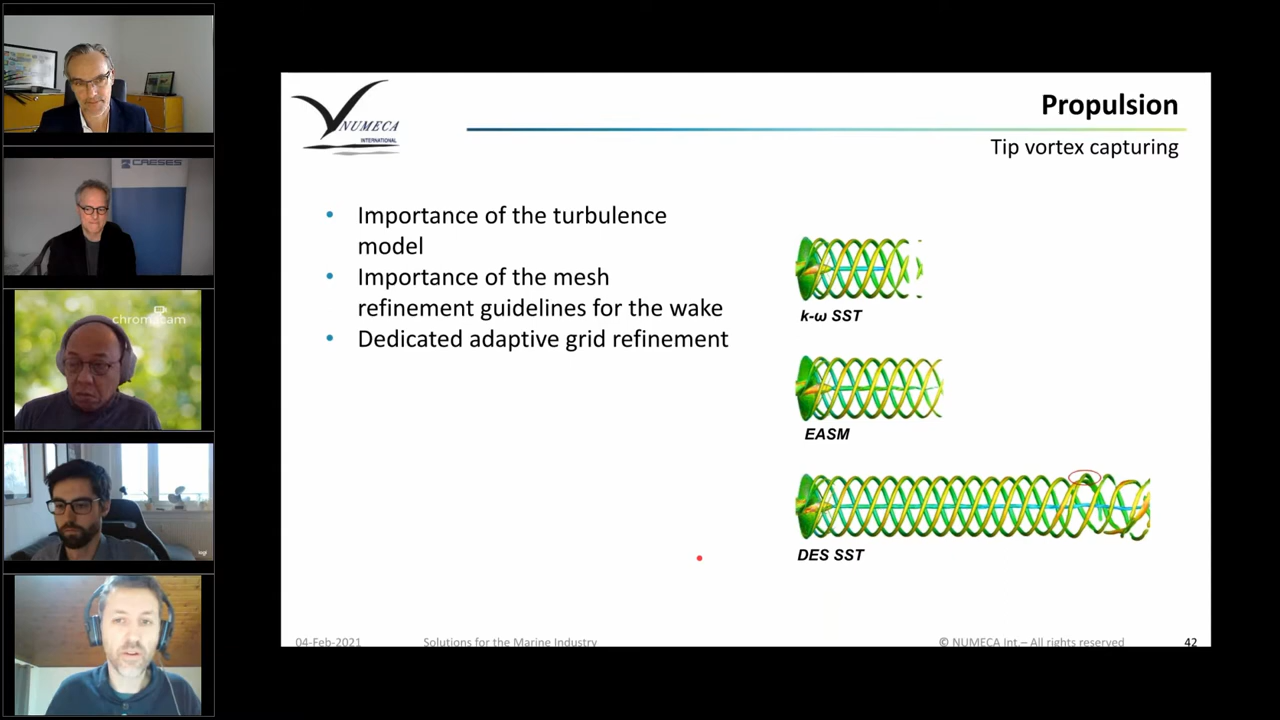 CAESES
chromacam
logi
NUMECA
INTERNATIONAL
Propulsion
Tip vortex capturing
• Importance of the turbulence
model
• Importance of the mesh
refinement guidelines for the wake
• Dedicated adaptive grid refinement
k-ω SST
EASM
DES SST
04-Feb-2021
Solutions for the Marine Industry
© NUMECA Int.– All rights reserved
42